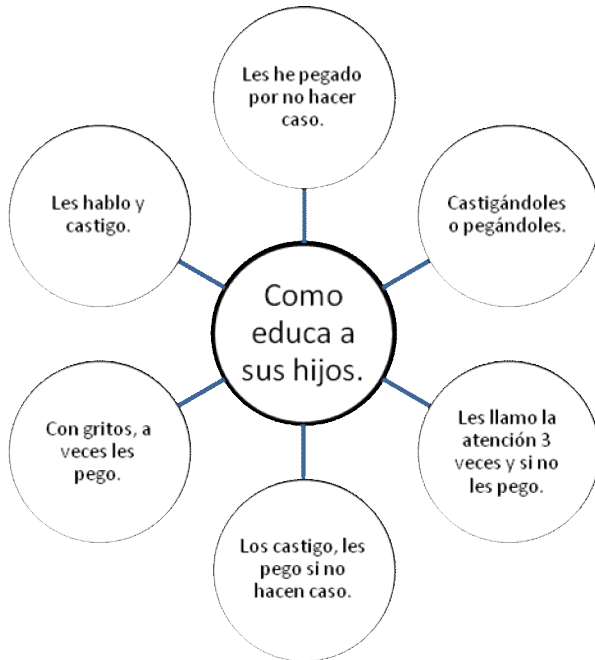 Les he pegado
por no hacer
caso.
Castigándoles
o pegándoles.
Les llamo la
atención 3
veces y si no
les pego.
Los castigo, les
pego si no
hacen caso.
Con gritos, a
veces les
pego.
Les hablo y
castigo.
Como
educa a
sus hijos.